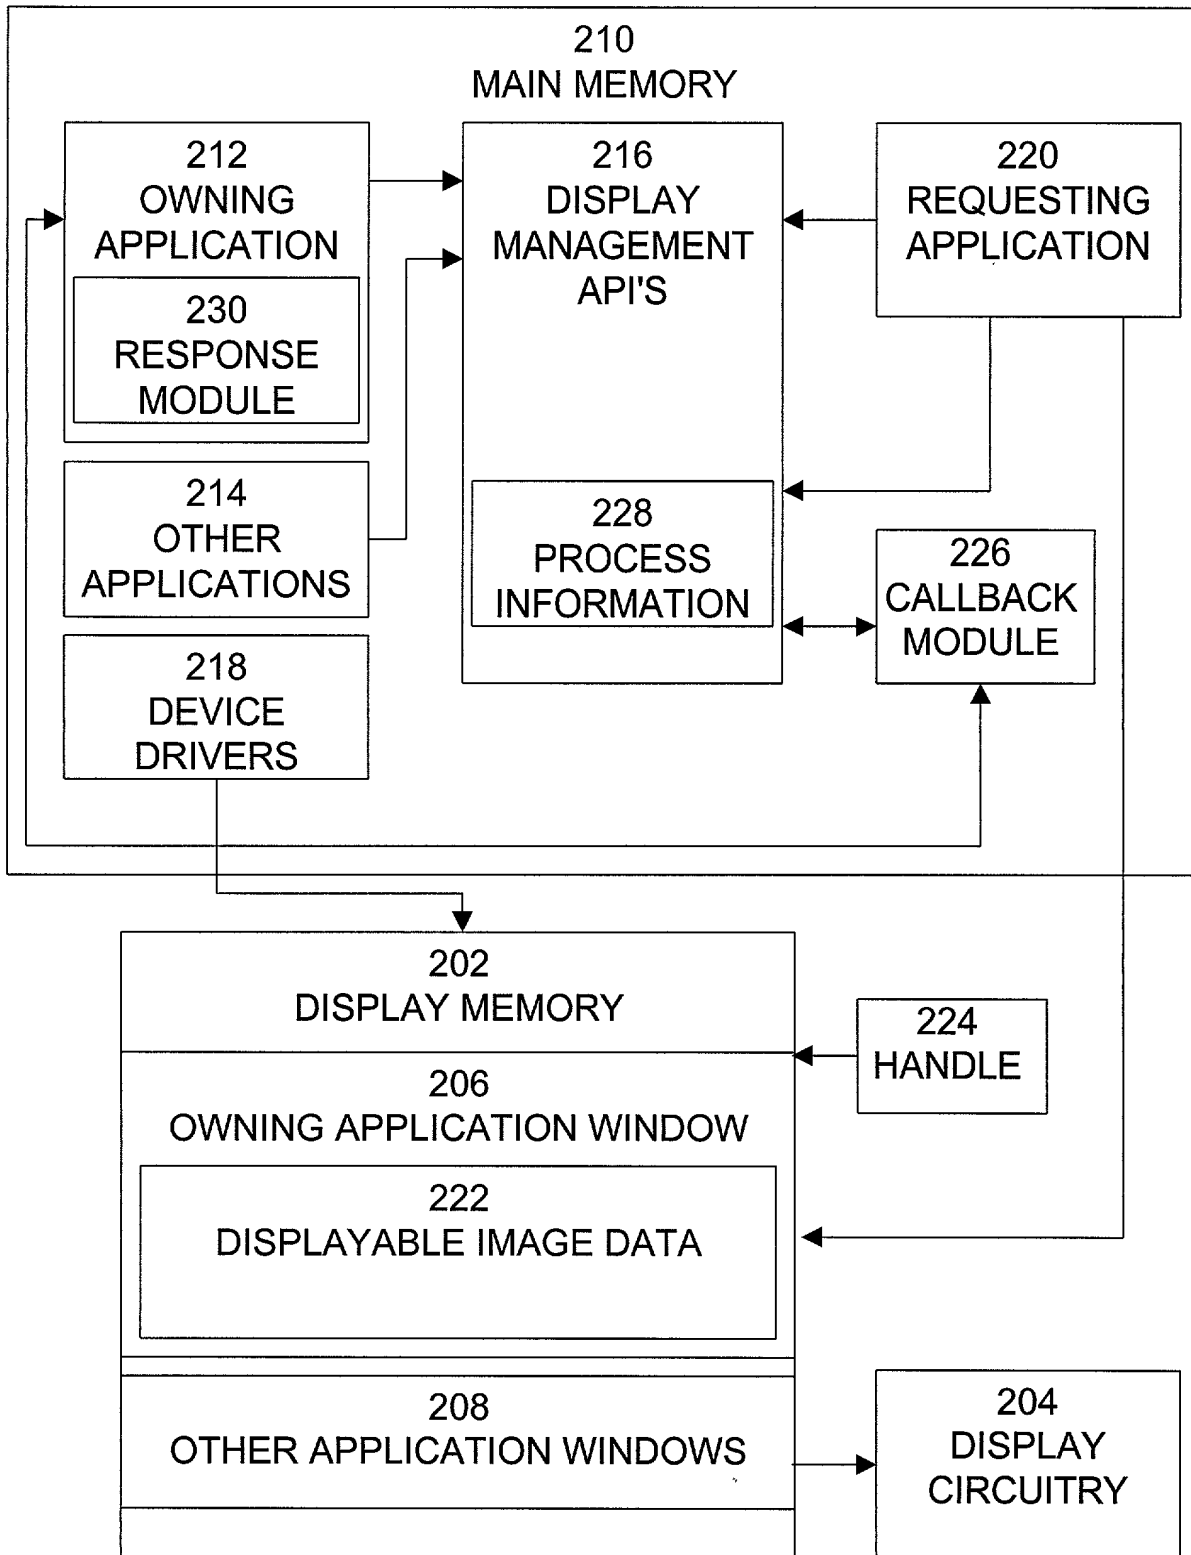 210
MAIN MEMORY
212
OWNING
APPLICATION
230
RESPONSE
MODULE
214
OTHER
APPLICATIONS
218
DEVICE
DRIVERS
216
DISPLAY
MANAGEMENT
API'S
228
PROCESS
INFORMATION
220
REQUESTING
APPLICATION
226
CALLBACK
MODULE
202
DISPLAY MEMORY
224
HANDLE
206
OWNING APPLICATION WINDOW
222
DISPLAYABLE IMAGE DATA
208
OTHER APPLICATION WINDOWS
204
DISPLAY
CIRCUITRY